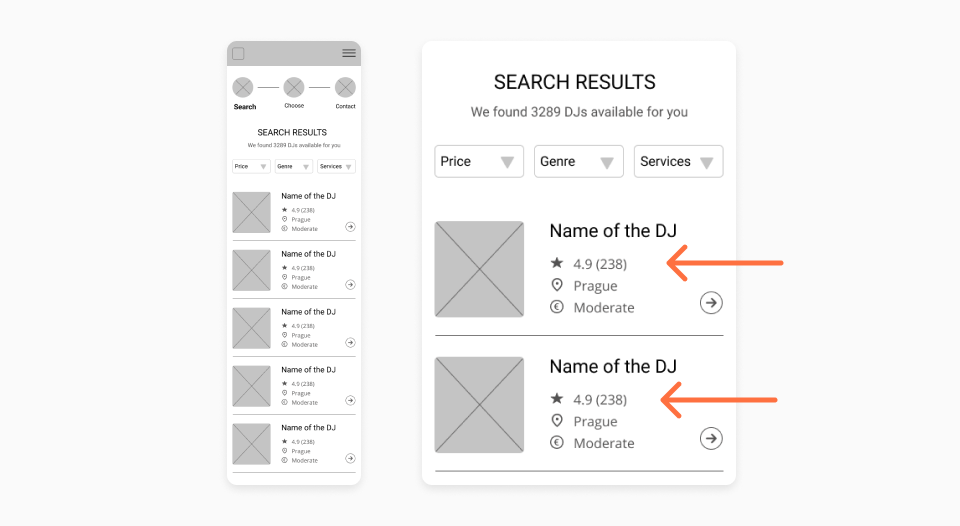 Search
Choose
Contact
SEARCH RESULTS
We found 3289 DJs available for you
Price
Genre
Services
Name of the DJ
4.9 (238)
Prague
Moderate
Name of the DJ
4.9 (238)
Prague
Moderate
Name of the DJ
4.9 (238)
Prague
Moderate
Name of the DJ
4.9 (238)
Prague
Moderate
Name of the DJ
4.9 (238)
Prague
Moderate
SEARCH RESULTS
We found 3289 DJs available for you
Price
Genre
Services
Name of the DJ
4.9 (238)
Prague
€ Moderate
Name of the DJ
4.9 (238)
Prague
€ Moderate